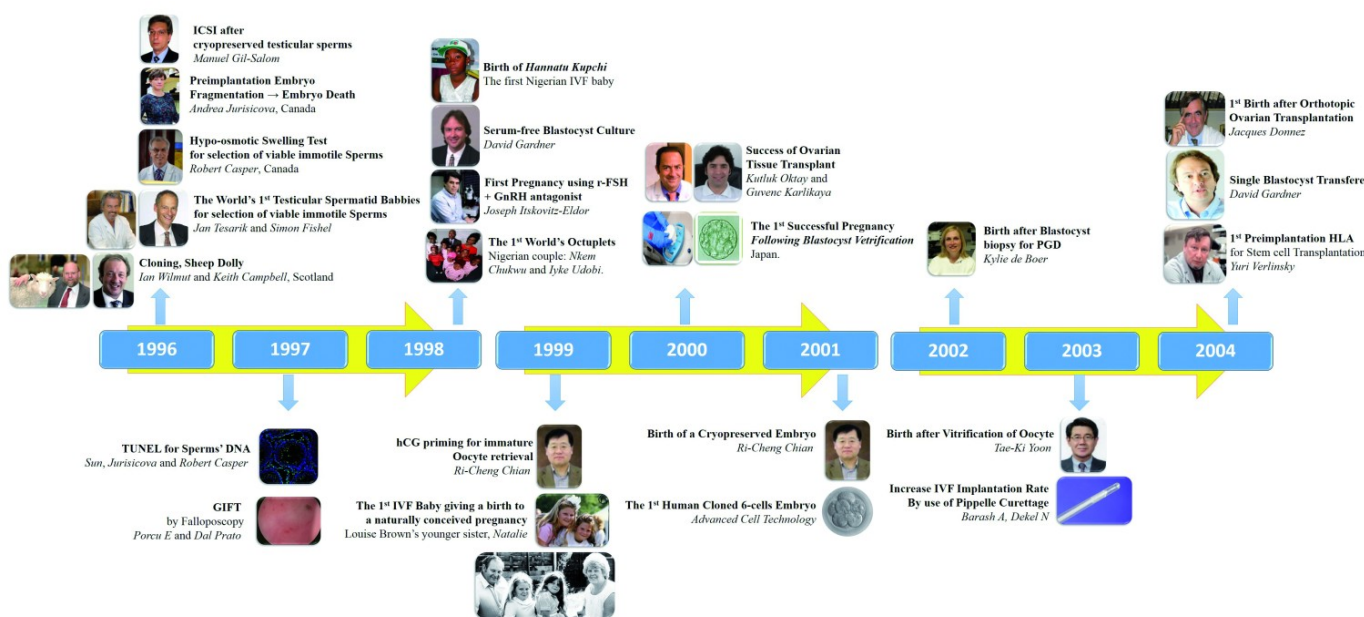 ICSI after
cryopreserved testicular sperms
Manuel Gil-Salom
Preimplantation Embryo
Fragmentation → Embryo Death
Andrea Jurisicova, Canada
Hypo-osmotic Swelling Test
for selection of viable immotile Sperms
Robert Casper, Canada
The World's 1st Testicular Spermatid Babbies
for selection of viable immotile Sperms
Jan Tesarik and Simon Fishel
Cloning, Sheep Dolly
Ian Wilmut and Keith Campbell, Scotland
Birth of Hannatu Kupchi
The first Nigerian IVF baby
Serum-free Blastocyst Culture
David Gardner
First Pregnancy using r-FSH
+ GnRH antagonist
Joseph Itskovitz-Eldor
The 1st World's Octuplets
Nigerian couple: Nkem
Chukwu and Iyke Udobi.
Success of Ovarian
Tissue Transplant
Kutluk Oktay and
Guvenc Karlikaya
The 1st Successful Pregnancy
Following Blastocyst Vetrification
Japan.
Birth after Blastocyst
biopsy for PGD
Kylie de Boer
1st Birth after Orthotopic
Ovarian Transplantation
Jacques Donnez
Single Blastocyst Transfere
David Gardner
1st Preimplantation HLA
for Stem cell Transplantation
Yuri Verlinsky
1996
1997
1998
1999
2000
2001
2002
2003
2004
TUNEL for Sperms' DNA
Sun, Jurisicova and Robert Casper
GIFT
by Falloposcopy
Porcu E and Dal Prato
hCG priming for immature
Oocyte retrieval
Ri-Cheng Chian
The 1st IVF Baby giving a birth to
a naturally conceived pregnancy
Louise Brown's younger sister, Natalie
Birth of a Cryopreserved Embryo
Ri-Cheng Chian
The 1st Human Cloned 6-cells Embryo
Advanced Cell Technology
Birth after Vitrification of Oocyte
Tae-Ki Yoon
Increase IVF Implantation Rate
By use of Pippelle Curettage
Barash A, Dekel N